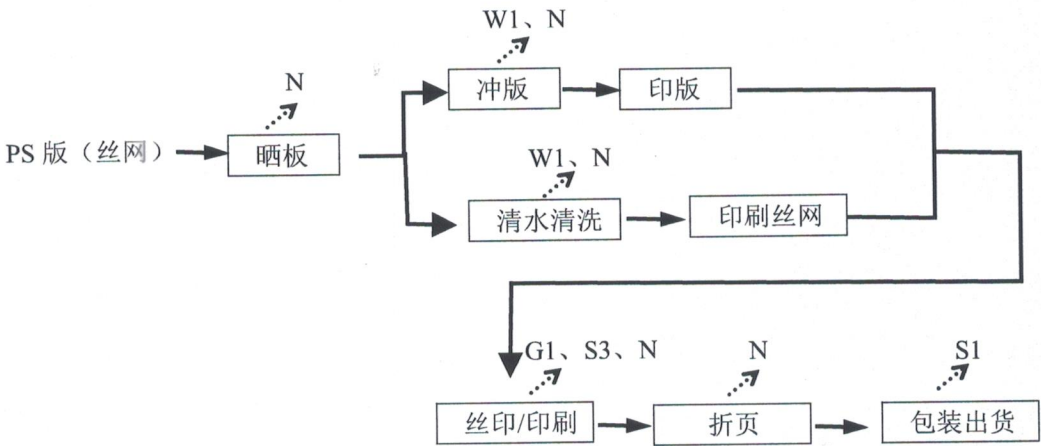 W1、N
N
冲版
印版
PS 版（丝网）
晒板
W1、N
清水清洗
印刷丝网
G1、S3、N
N
S1
丝印/印刷
折页
包装出货